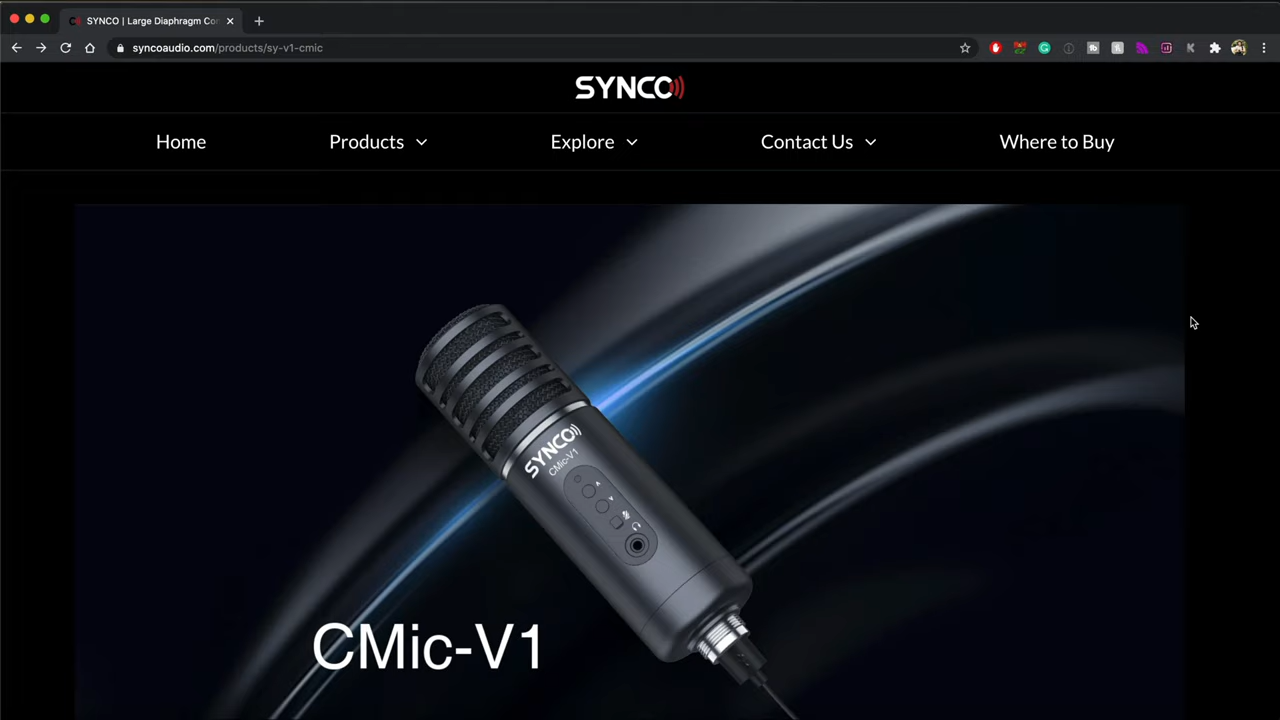 SYNCO | Large Diaphragm Con
syncoaudio.com/products/sy-v1-cmic
SYNCO
Home
Products
Explore
Contact Us
Where to Buy
SYNCO
CMic-V1
CMic-V1